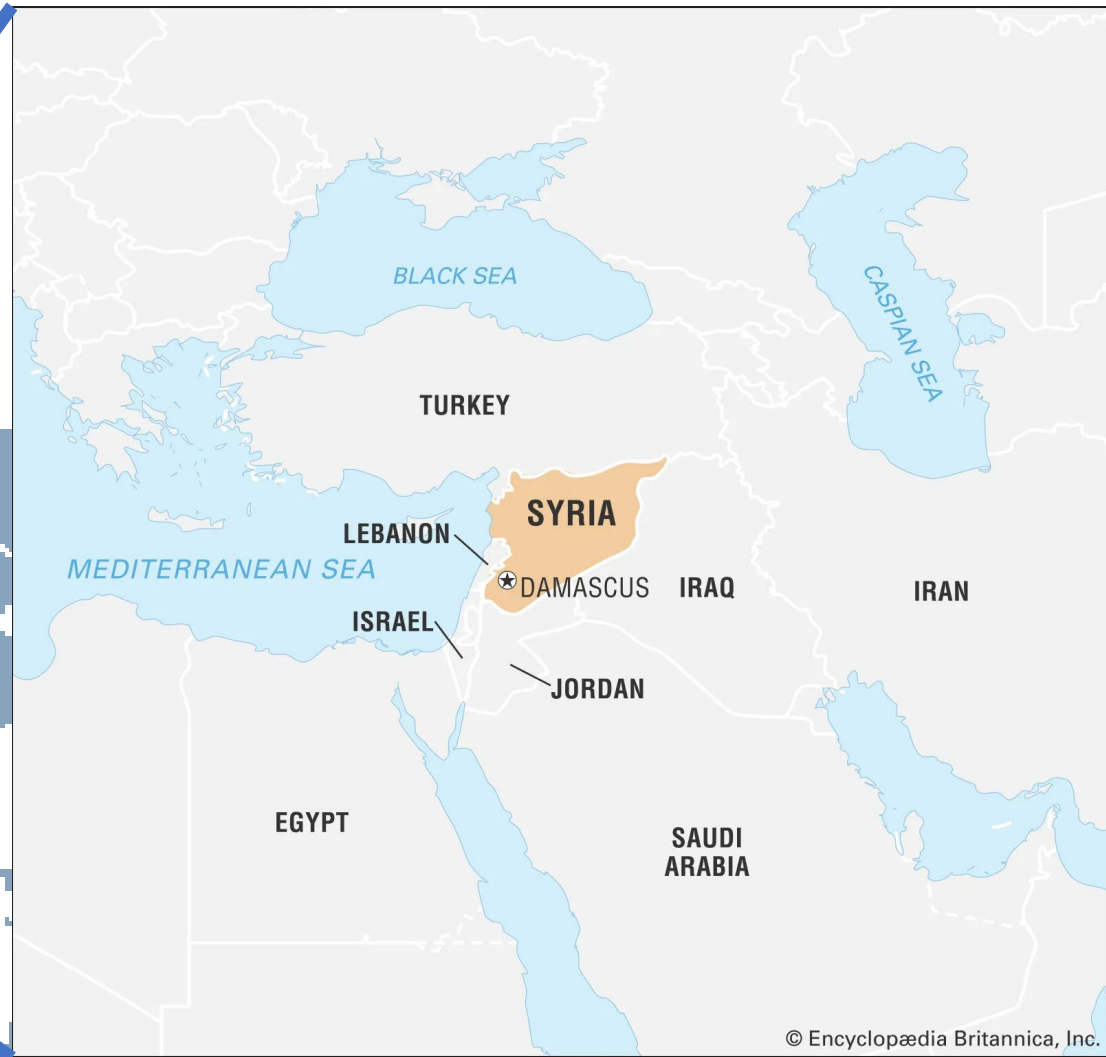 BLACK SEA
CASPIAN SEA
TURKEY
SYRIA
LEBANON
MEDITERRANEAN SEA
DAMASCUS
IRAQ
IRAN
ISRAEL
JORDAN
EGYPT
SAUDI
ARABIA
© Encyclopædia Britannica, Inc.